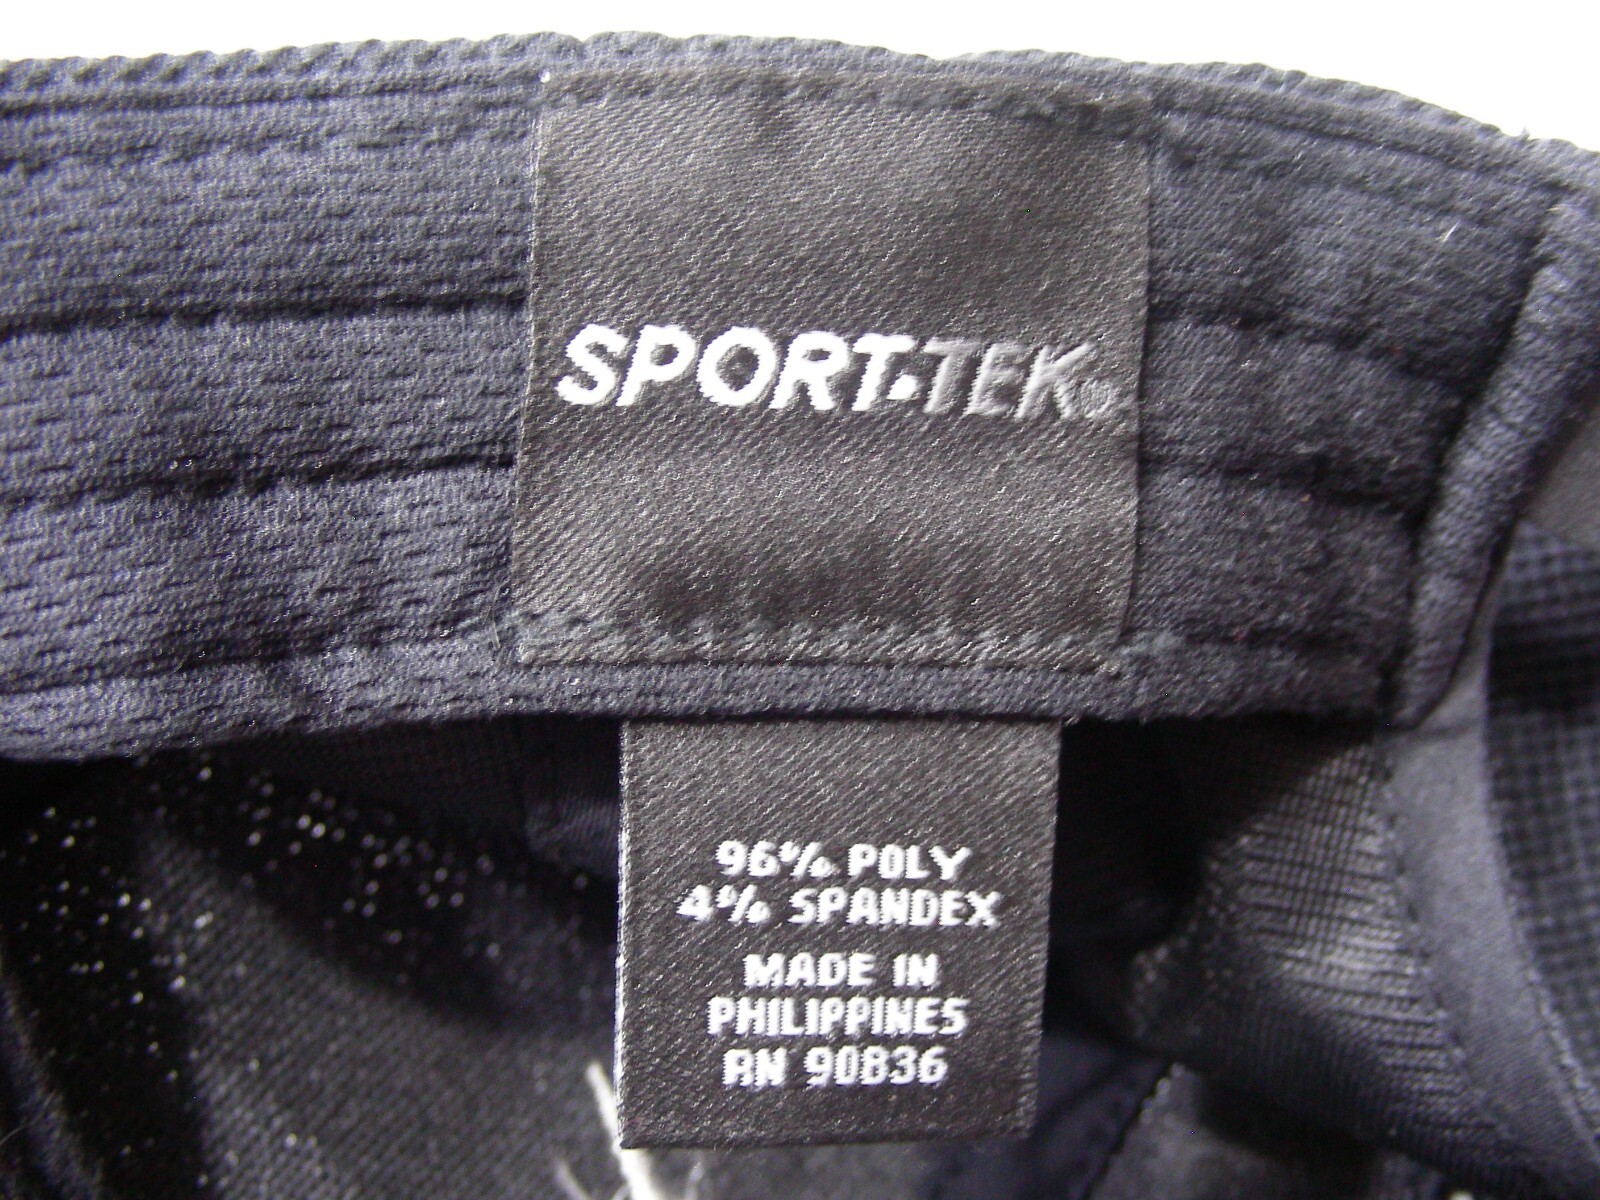 SPORT-TEK®
96% POLY
4% SPANDEX
MADE IN
PHILIPPINES
RN 90836